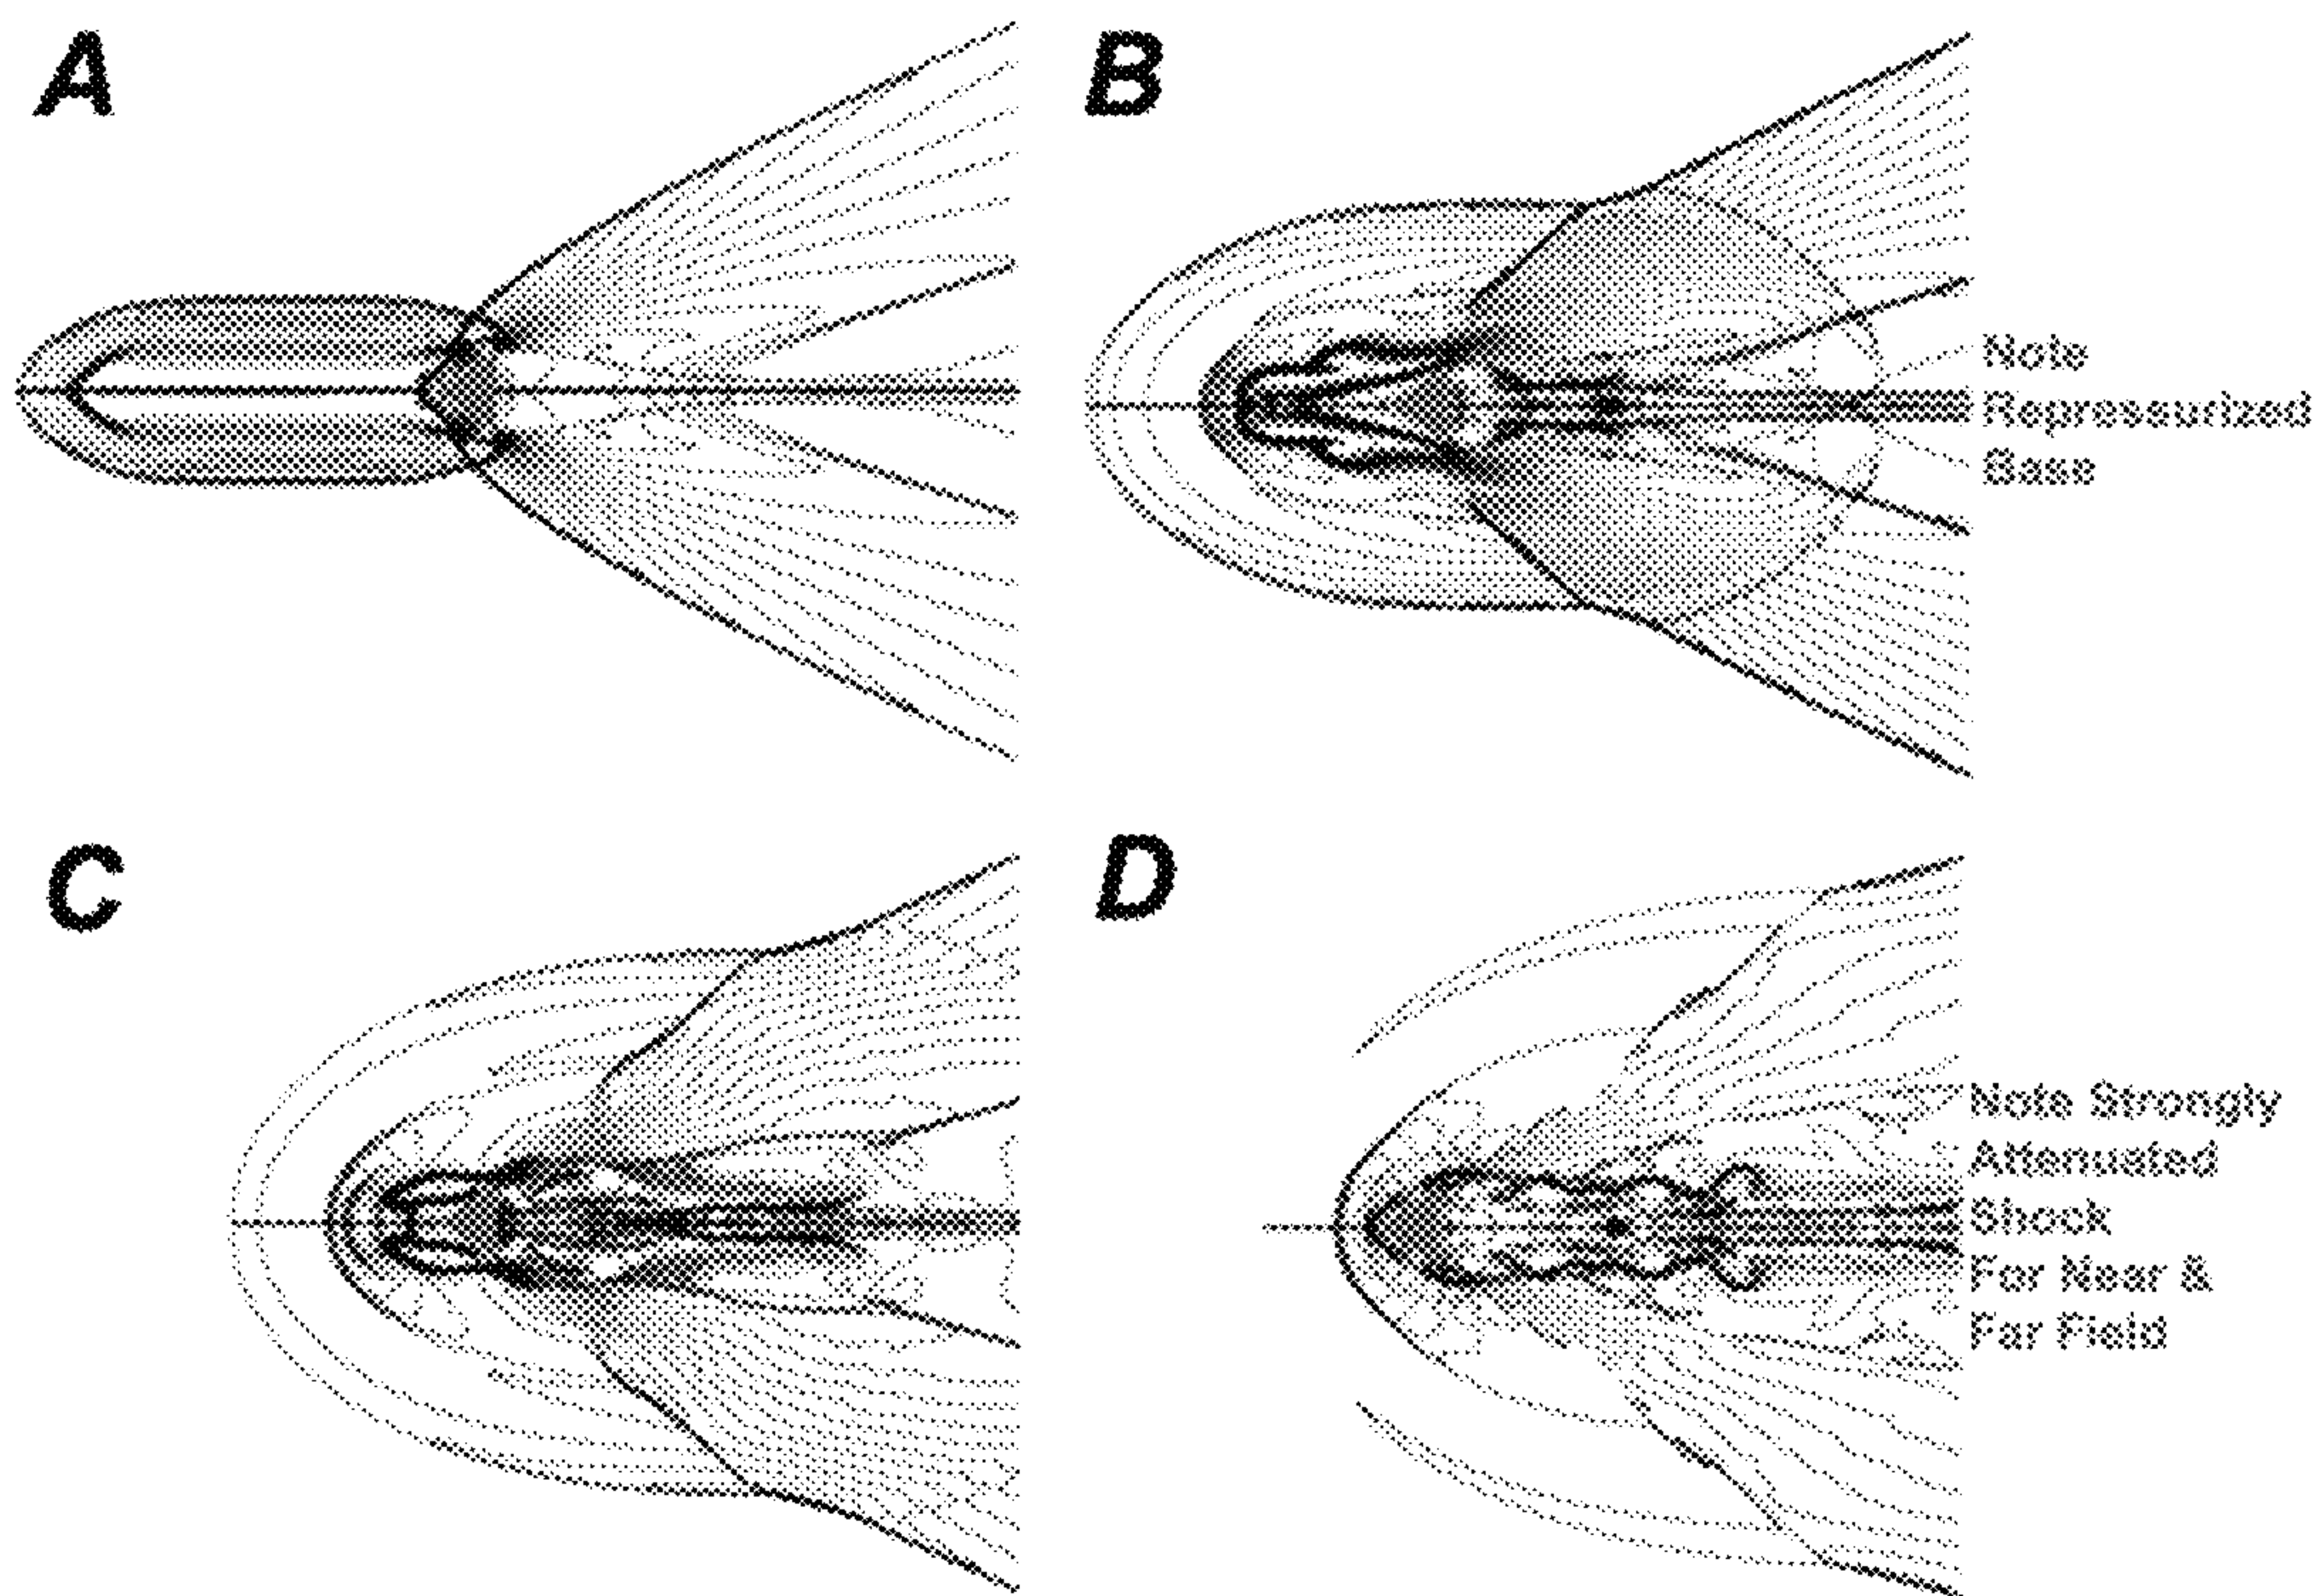 A
B
Note
Repressurized
Base
C
D
Note Strongly
Attenuated
Shock
For Near &
Far Field